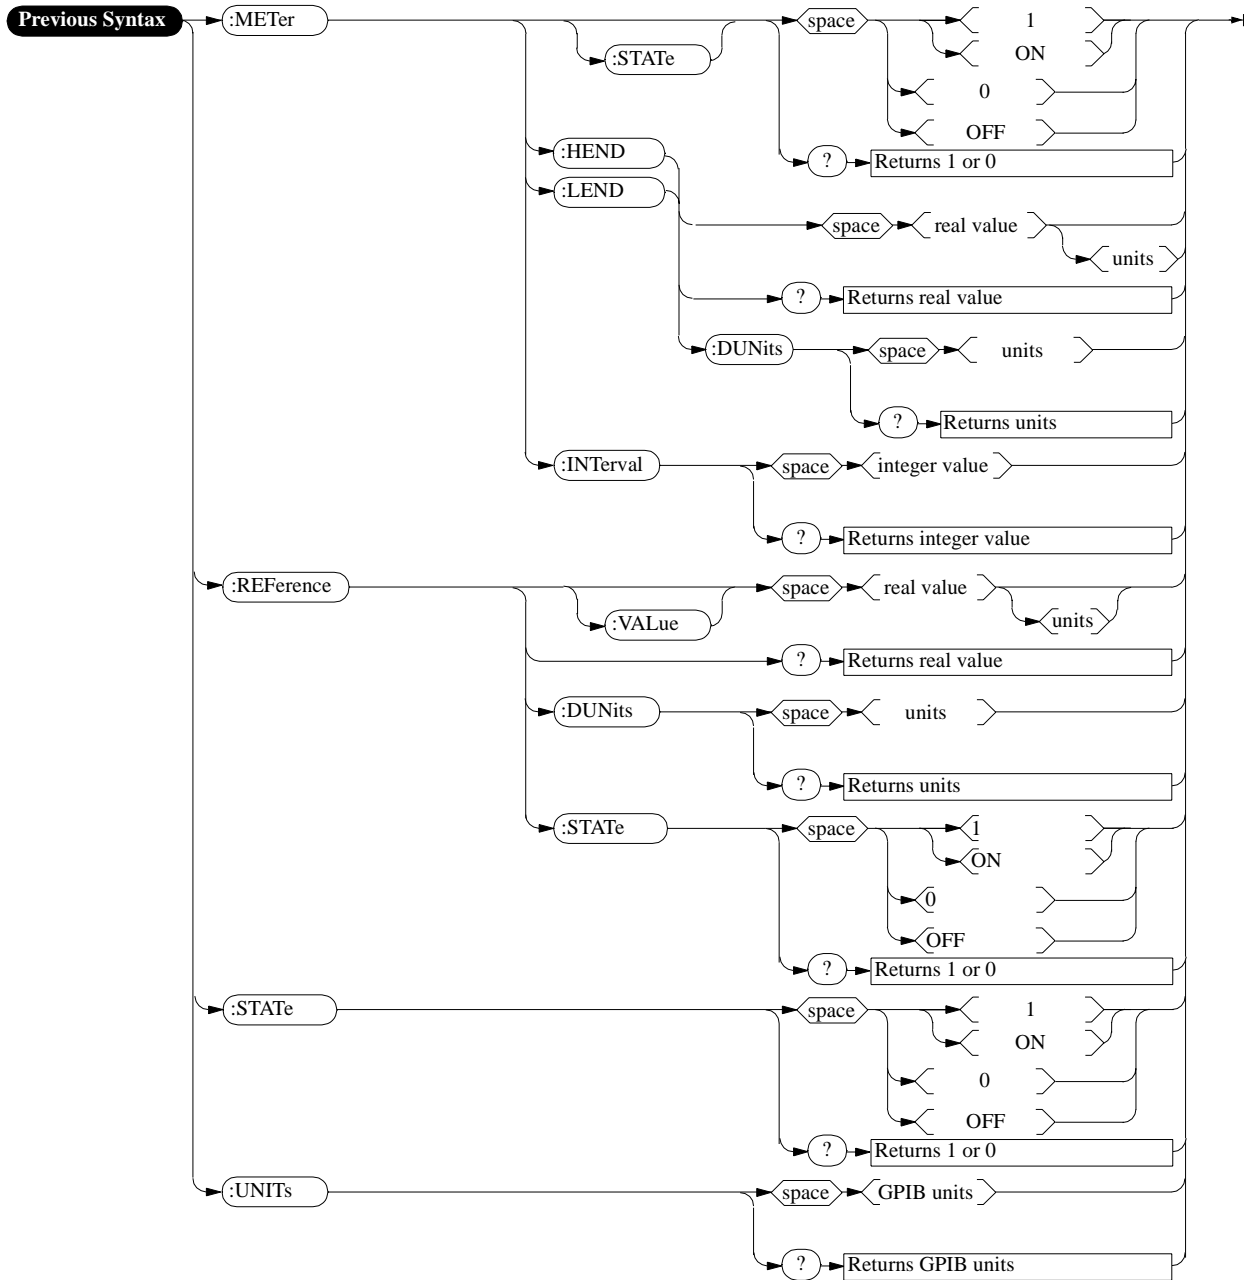 Previous Syntax :METer space 1
:STATe ON
0
OFF
:HEND ? Returns 1 or 0
:LEND
space real value
units
? Returns real value
:DUNits space units
? Returns units
:INTerval space integer value
? Returns integer value
:REFerence space real value
:VALue units
? Returns real value
:DUNits space units
? Returns units
:STATe space 1
ON
0
OFF
? Returns 1 or 0
:STATe space 1
ON
0
OFF
? Returns 1 or 0
:UNITs space GPIB units
? Returns GPIB units